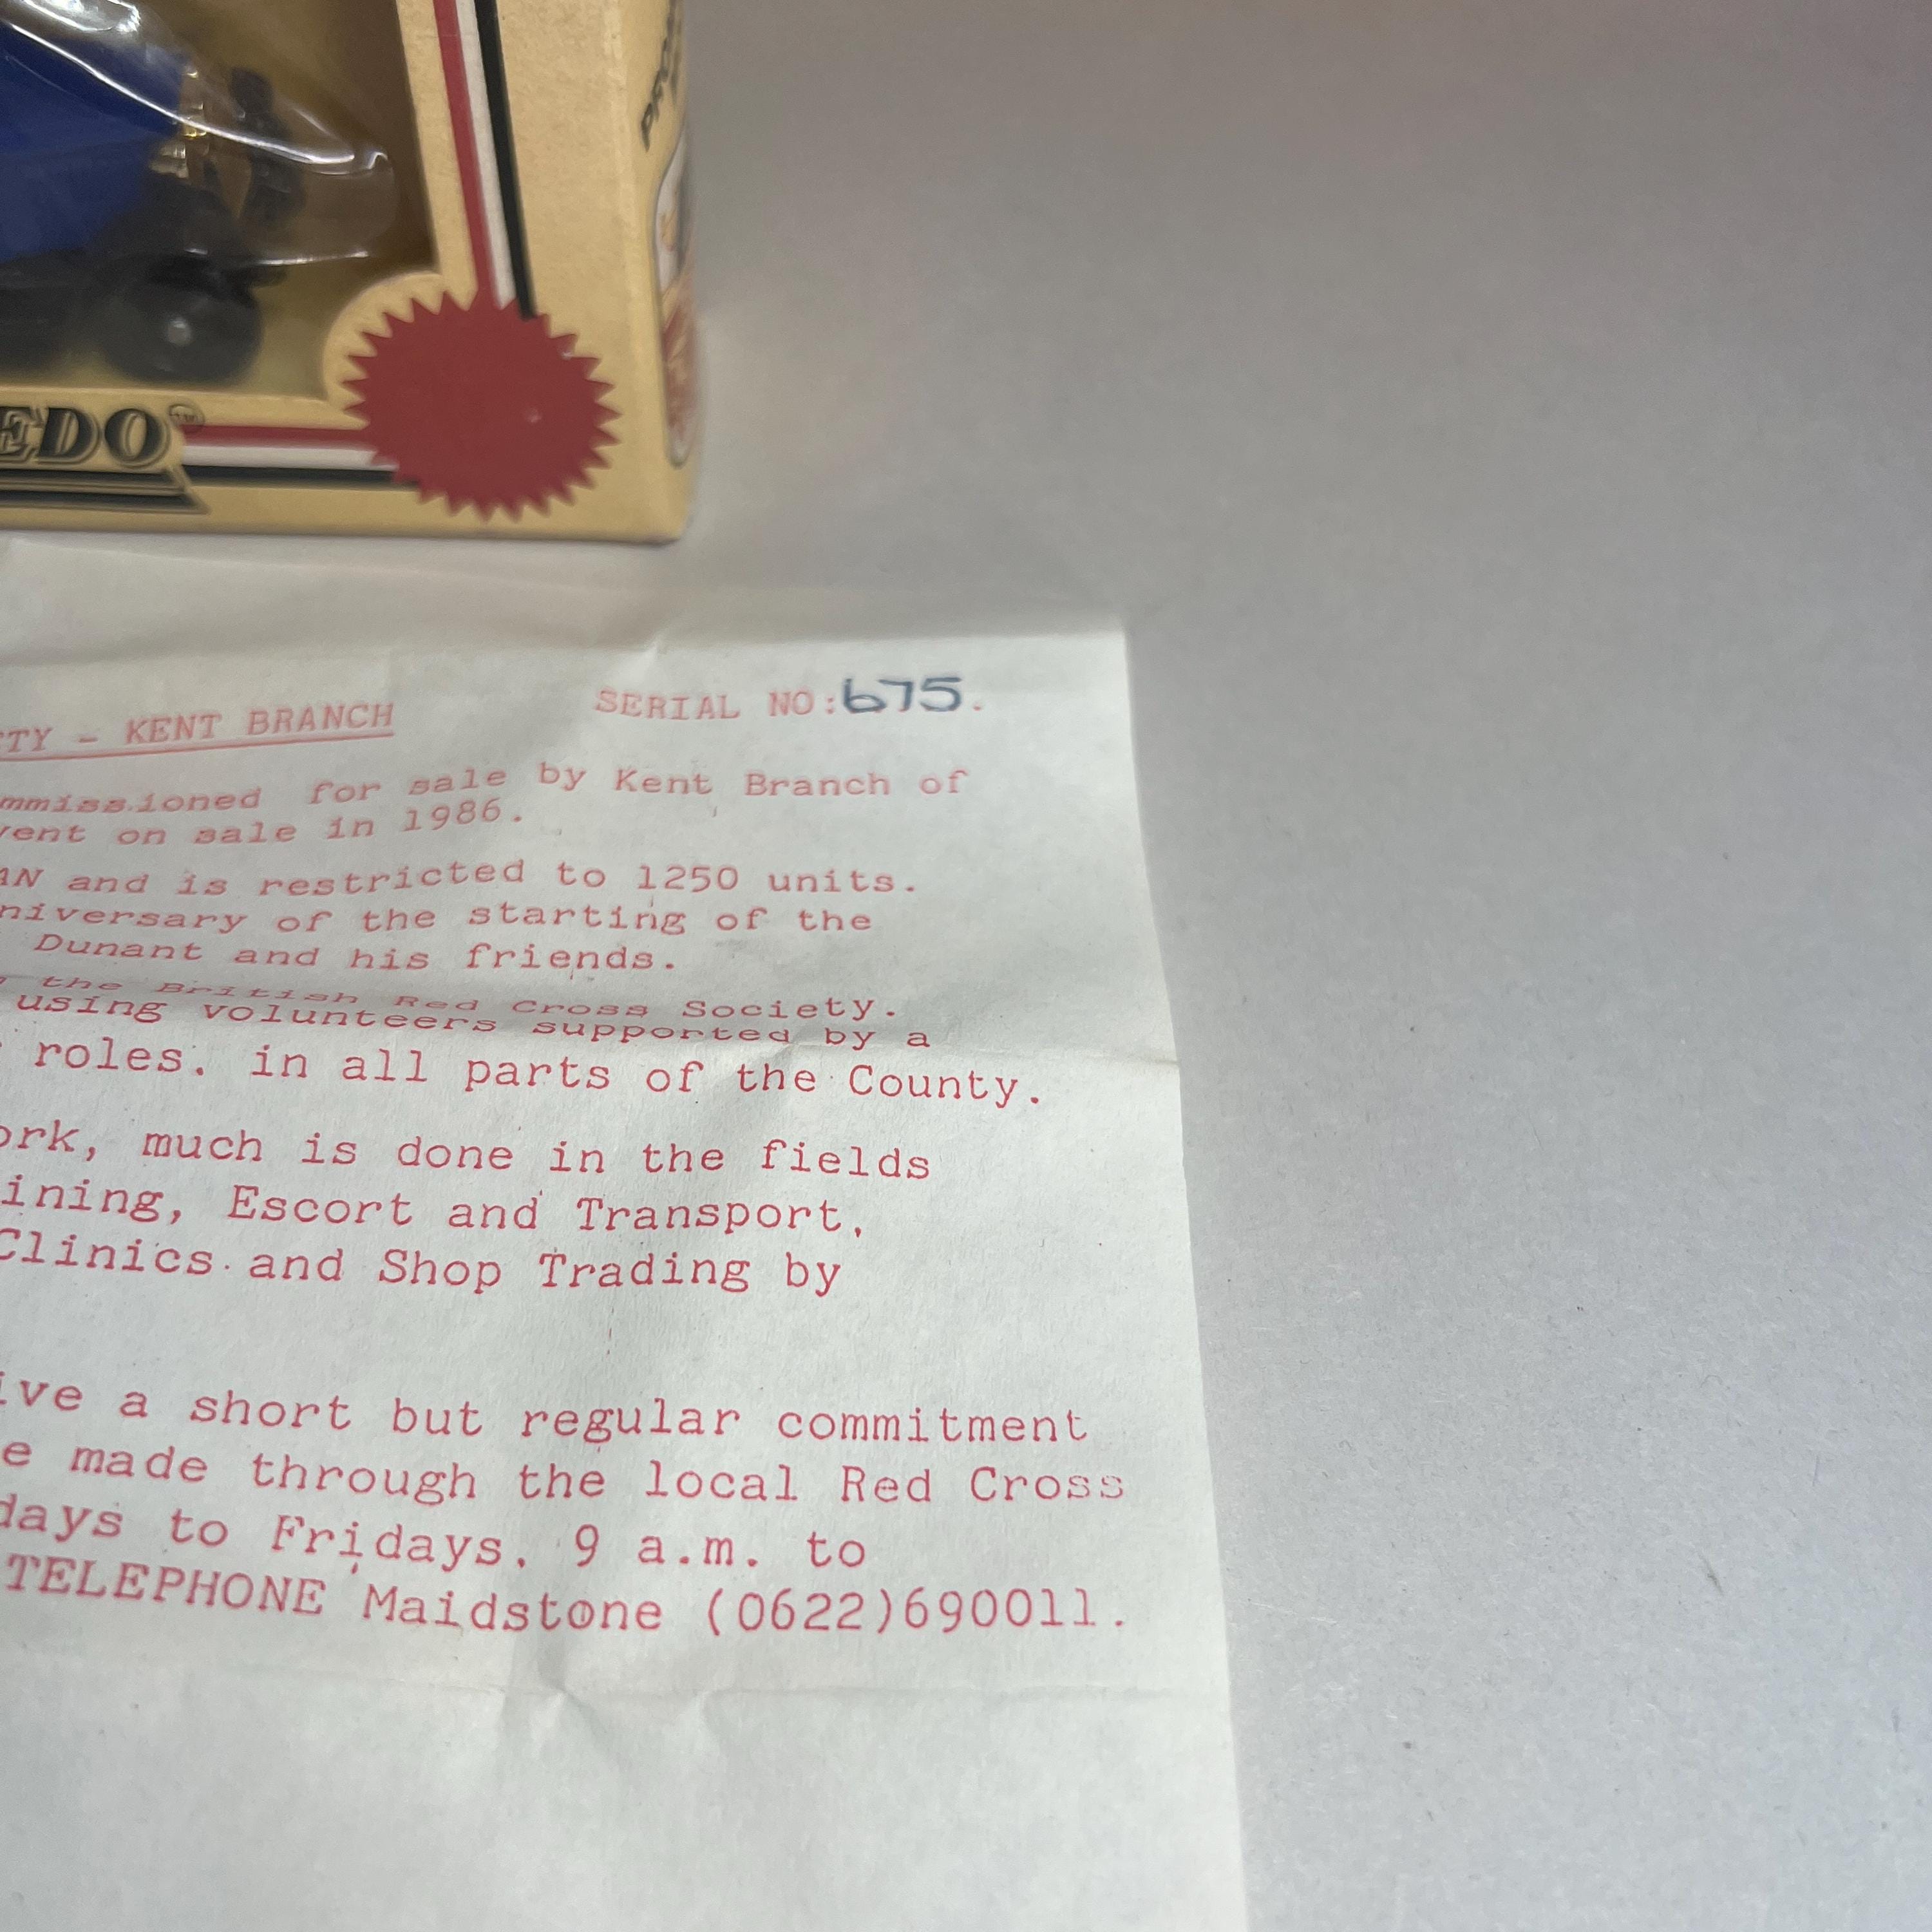 EDO™
TY - KENT BRANCH
SERIAL NO: 675.
mmissioned for sale by Kent Branch of
ent on sale in 1986.
AN and is restricted to 1250 units.
niversary of the starting of the
Dunant and his friends.
the British Red Cross Society.
using volunteers supported by a
roles. in all parts of the County.
ork, much is done in the fields
ining, Escort and Transport,
Clinics and Shop Trading by
ive a short but regular commitment
e made through the local Red Cross
days to Fridays. 9 a.m. to
TELEPHONE Maidstone (0622)690011.